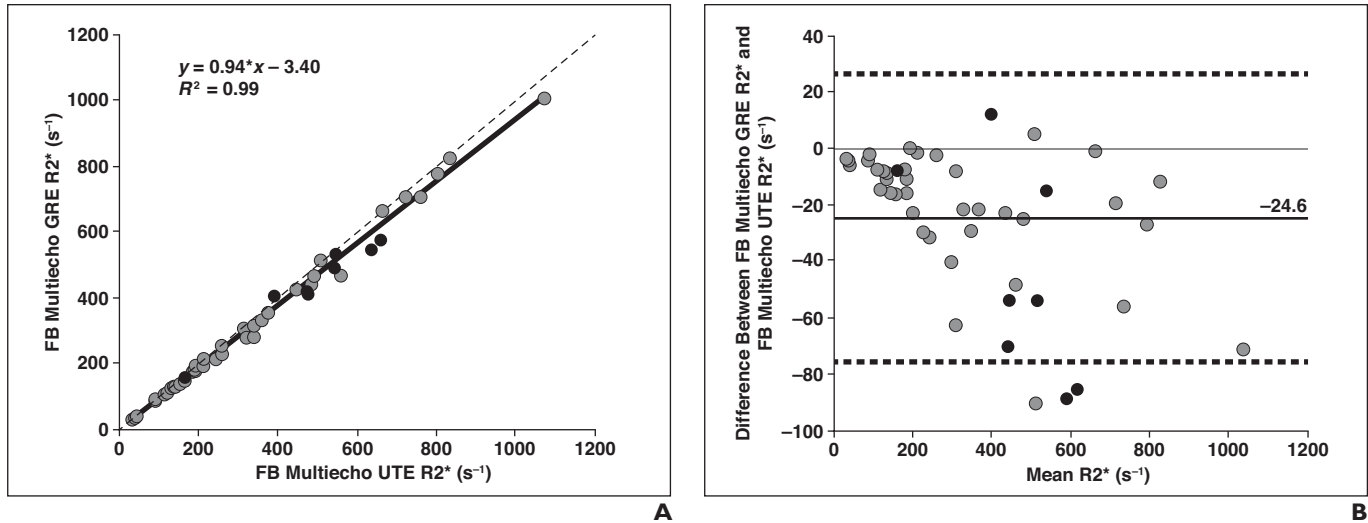 1200
1000
800
600
400
200
0
FB Multiecho GRE R2* (s⁻¹)
y = 0.94*x – 3.40
R² = 0.99
0 200 400 600 800 1000 1200
FB Multiecho UTE R2* (s⁻¹)
A
Difference Between FB Multiecho GRE R2* and
FB Multiecho UTE R2* (s⁻¹)
40
20
0
–20
–40
–60
–80
–100
–24.6
0 200 400 600 800 1000 1200
Mean R2* (s⁻¹)
B